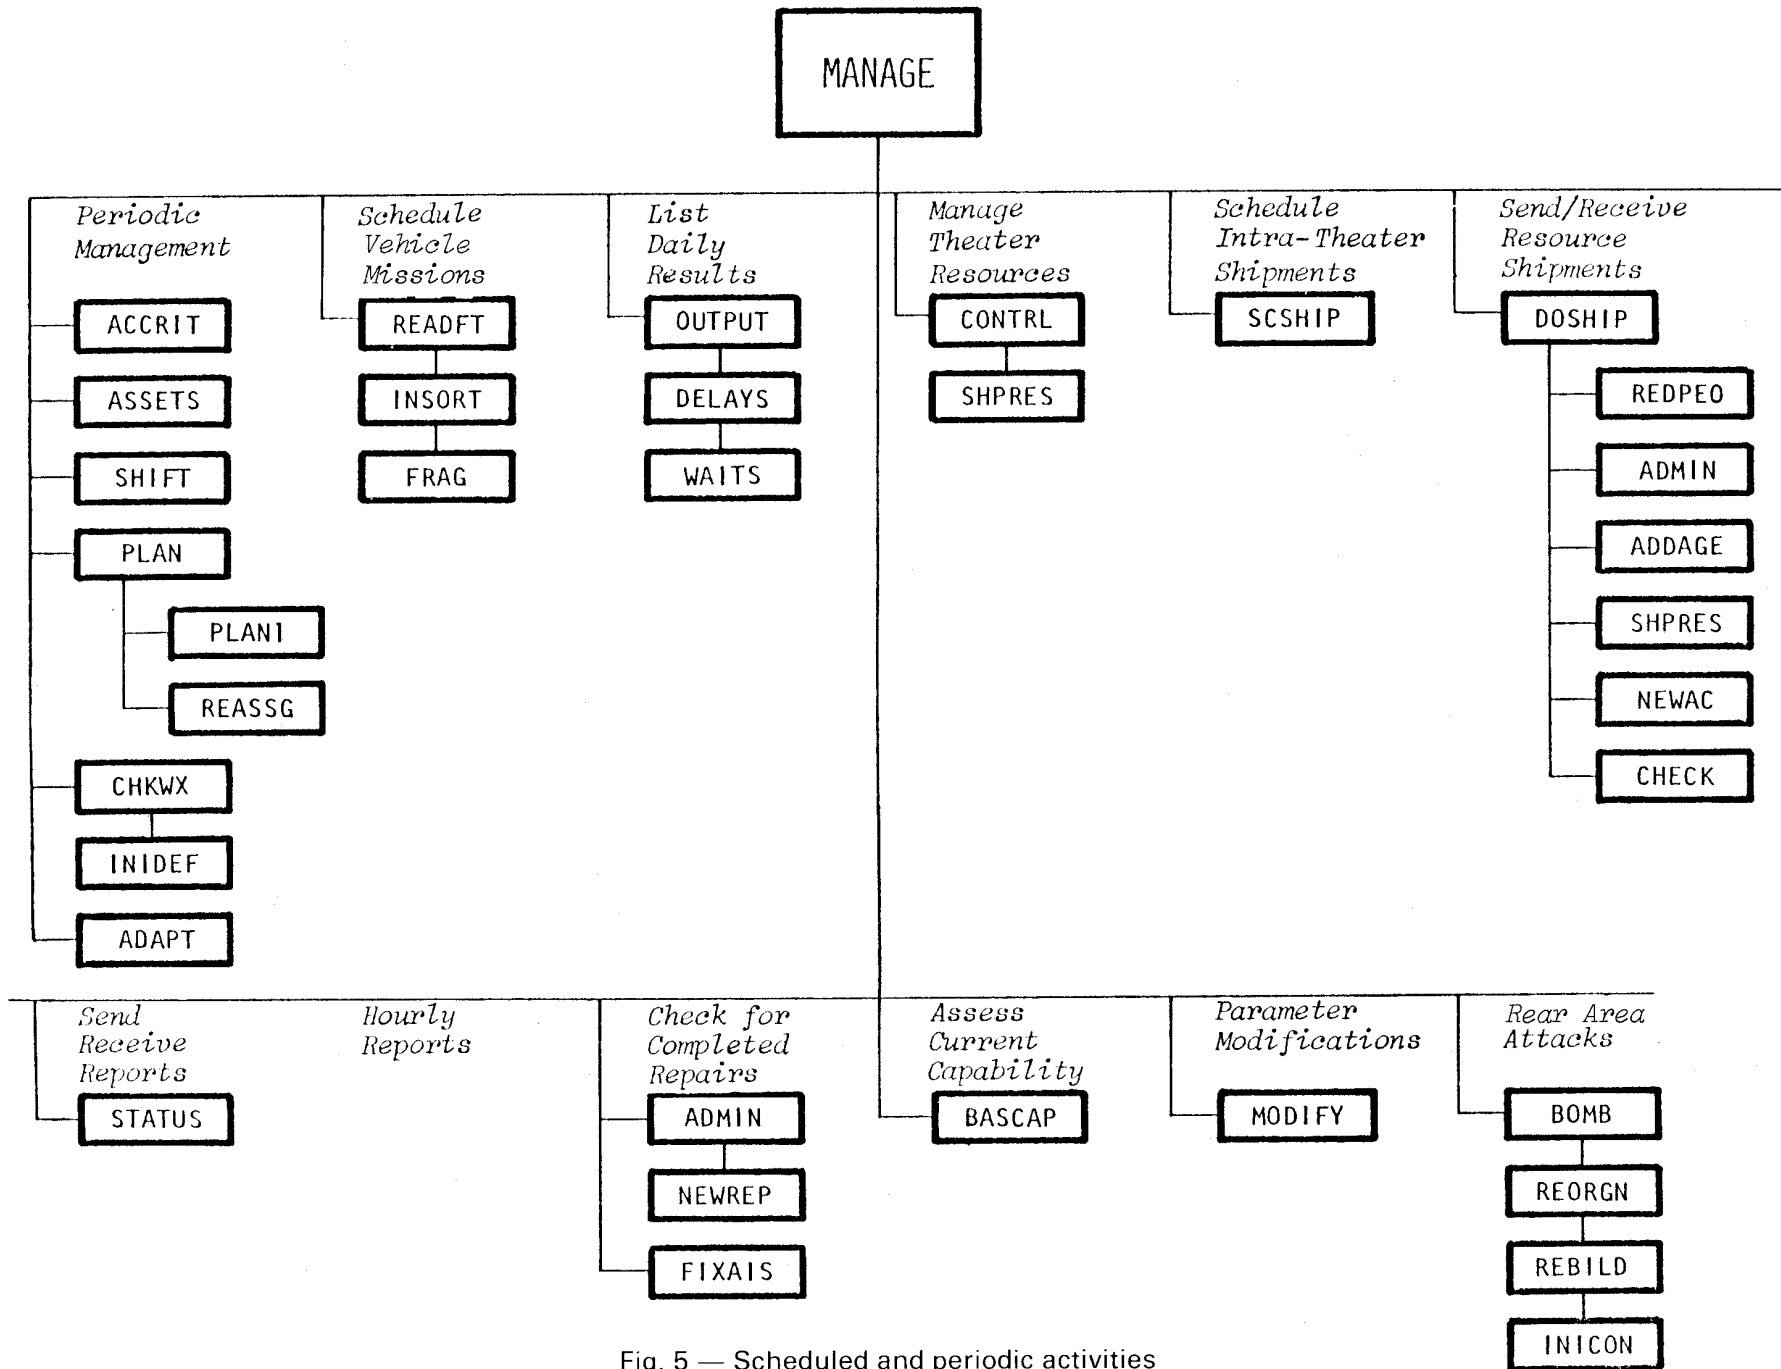 MANAGE
Periodic
Management
ACCRIT
ASSETS
SHIFT
PLAN
PLAN1
REASSG
CHKWX
INIDEF
ADAPT
Schedule
Vehicle
Missions
READFT
INSORT
FRAG
List
Daily
Results
OUTPUT
DELAYS
WAITS
Manage
Theater
Resources
CONTRL
SHPRES
Schedule
Intra-Theater
Shipments
SCSHIP
Send/Receive
Resource
Shipments
DOSHIP
REDPEO
ADMIN
ADDAGE
SHPRES
NEWAC
CHECK
Send
Receive
Reports
STATUS
Hourly
Reports
Check for
Completed
Repairs
ADMIN
NEWREP
FIXAIS
Assess
Current
Capability
BASCAP
Parameter
Modifications
MODIFY
Rear Area
Attacks
BOMB
REORGN
REBILD
INICON
Fig. 5 — Scheduled and periodic activities